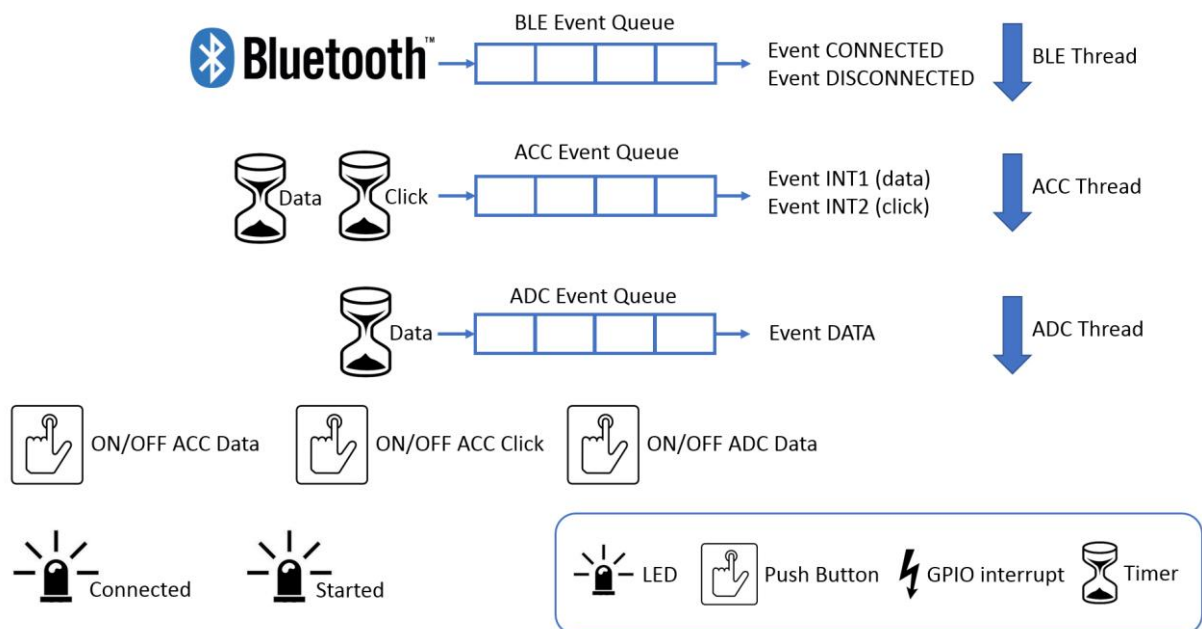 BLE Event Queue
Bluetooth™
Event CONNECTED
Event DISCONNECTED
BLE Thread
ACC Event Queue
Data
Click
Event INT1 (data)
Event INT2 (click)
ACC Thread
ADC Event Queue
Data
Event DATA
ADC Thread
ON/OFF ACC Data
ON/OFF ACC Click
ON/OFF ADC Data
Connected
Started
LED
Push Button
GPIO interrupt
Timer